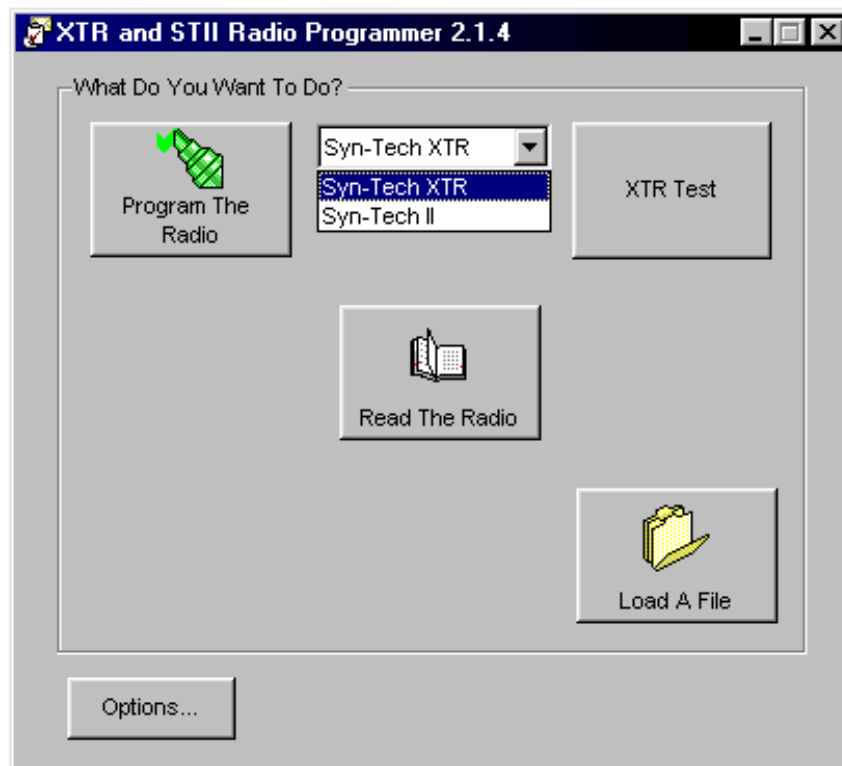 XTR and STII Radio Programmer 2.1.4
What Do You Want To Do?
Program The
Radio
Syn-Tech XTR
Syn-Tech XTR
Syn-Tech II
XTR Test
Read The Radio
Load A File
Options...